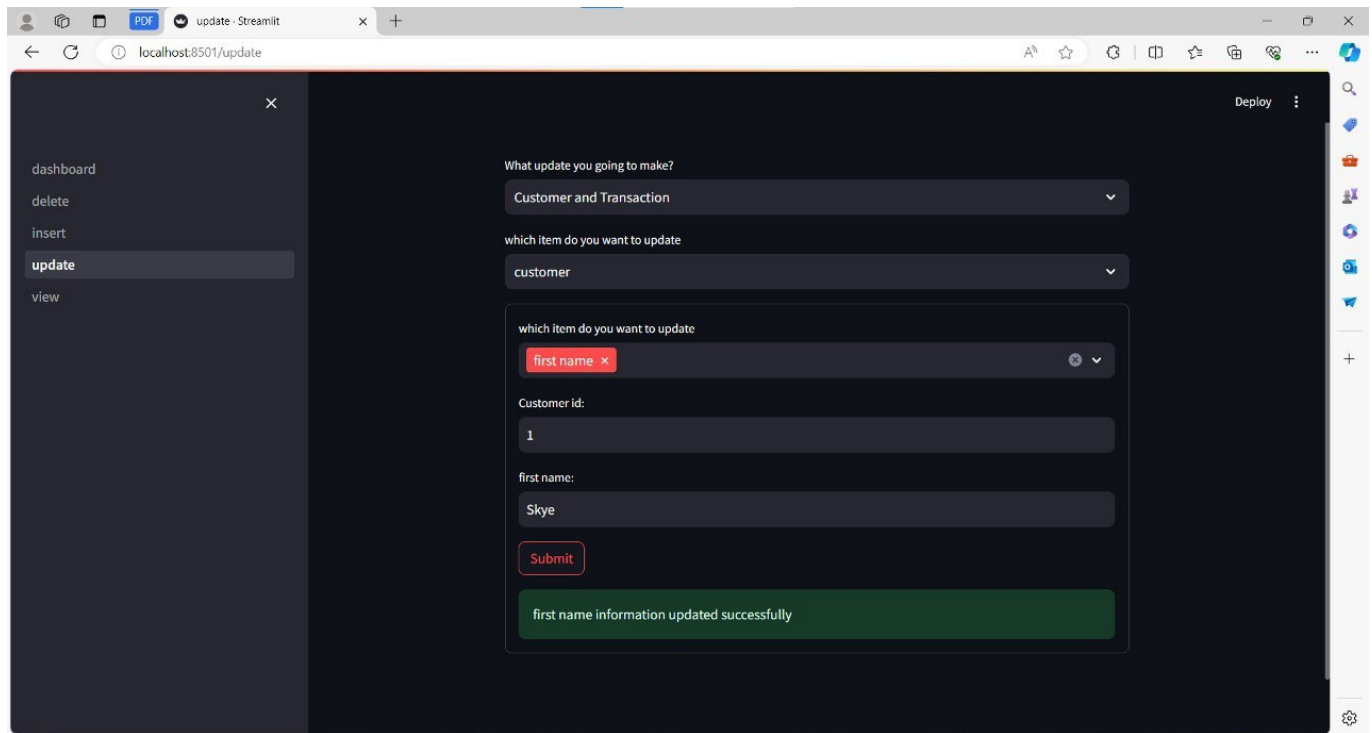 PDF
update · Streamlit
localhost:8501/update
Deploy
dashboard
delete
insert
update
view
What update you going to make?
Customer and Transaction
which item do you want to update
customer
which item do you want to update
first name
Customer id:
1
first name:
Skye
Submit
first name information updated successfully